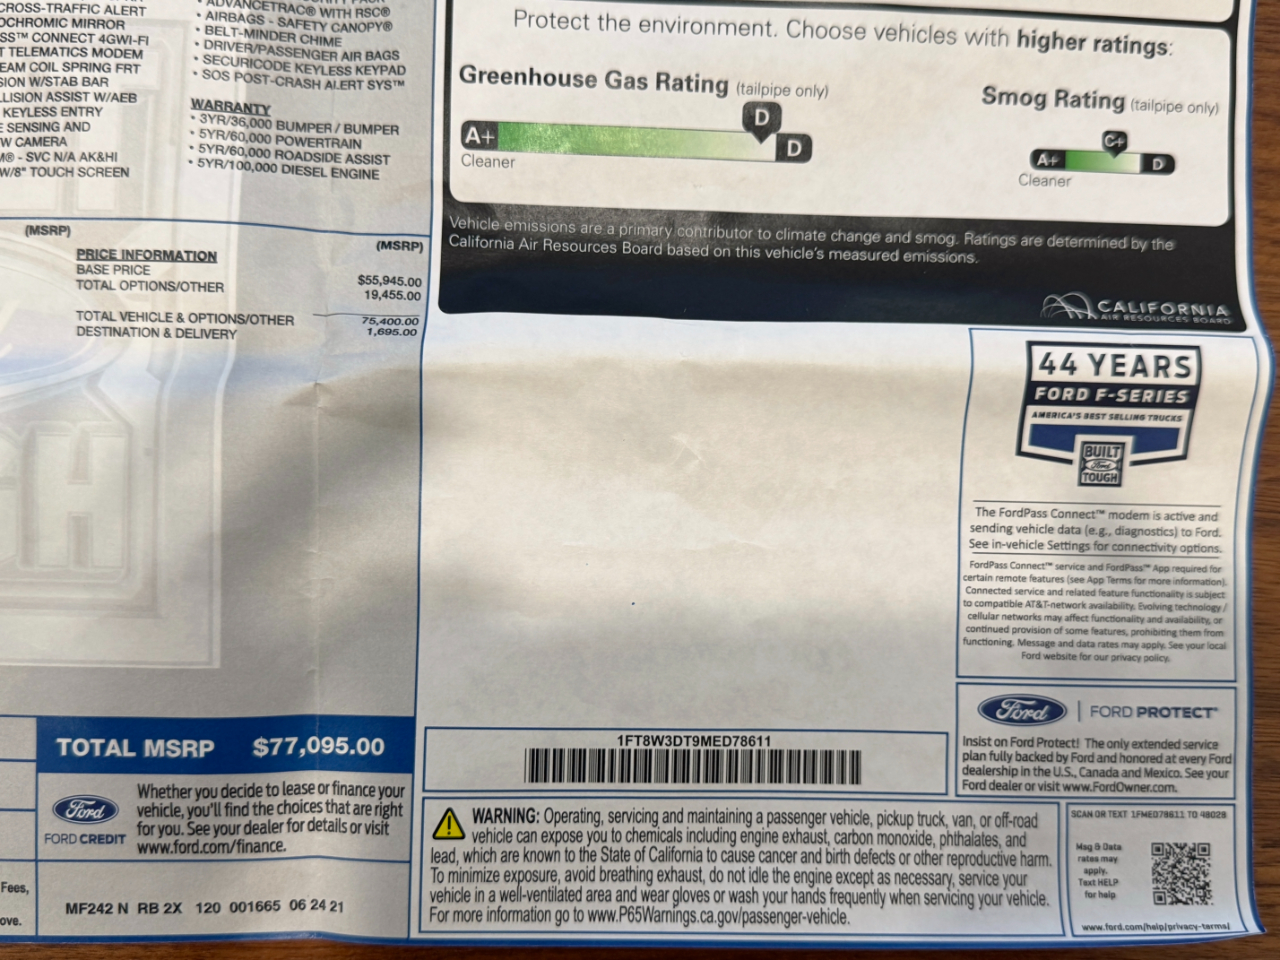 CROSS-TRAFFIC ALERT
OCHROMIC MIRROR
SS™ CONNECT 4GWI-FI
T TELEMATICS MODEM
EAM COIL SPRING FRT
SION W/STAB BAR
LLISION ASSIST W/AEB
KEYLESS ENTRY
E SENSING AND
W CAMERA
M® - SVC N/A AK&HI
W/8" TOUCH SCREEN
• ADVANCETRAC® WITH RSC®
• AIRBAGS - SAFETY CANOPY®
• BELT-MINDER CHIME
• DRIVER/PASSENGER AIR BAGS
• SECURICODE KEYLESS KEYPAD
• SOS POST-CRASH ALERT SYS™
WARRANTY
• 3YR/36,000 BUMPER / BUMPER
• 5YR/60,000 POWERTRAIN
• 5YR/60,000 ROADSIDE ASSIST
• 5YR/100,000 DIESEL ENGINE
(MSRP)
PRICE INFORMATION (MSRP)
BASE PRICE $55,945.00
TOTAL OPTIONS/OTHER 19,455.00
TOTAL VEHICLE & OPTIONS/OTHER 75,400.00
DESTINATION & DELIVERY 1,695.00
GH
TOTAL MSRP $77,095.00
Ford
FORD CREDIT
Whether you decide to lease or finance your
vehicle, you'll find the choices that are right
for you. See your dealer for details or visit
www.ford.com/finance.
Fees,
ove.
MF242 N RB 2X 120 001665 06 24 21
Protect the environment. Choose vehicles with higher ratings:
Greenhouse Gas Rating (tailpipe only)
D
A+ D
Cleaner
Smog Rating (tailpipe only)
C+
A+ D
Cleaner
Vehicle emissions are a primary contributor to climate change and smog. Ratings are determined by the
California Air Resources Board based on this vehicle's measured emissions.
CALIFORNIA
AIR RESOURCES BOARD
44 YEARS
FORD F-SERIES
AMERICA'S BEST SELLING TRUCKS
BUILT
Ford
TOUGH
The FordPass Connect™ modem is active and
sending vehicle data (e.g., diagnostics) to Ford.
See in-vehicle Settings for connectivity options.
FordPass Connect™ service and FordPass™ App required for
certain remote features (see App Terms for more information).
Connected service and related feature functionality is subject
to compatible AT&T-network availability. Evolving technology /
cellular networks may affect functionality and availability, or
continued provision of some features, prohibiting them from
functioning. Message and data rates may apply. See your local
Ford website for our privacy policy.
Ford | FORD PROTECT®
Insist on Ford Protect! The only extended service
plan fully backed by Ford and honored at every Ford
dealership in the U.S., Canada and Mexico. See your
Ford dealer or visit www.FordOwner.com.
1FT8W3DT9MED78611
WARNING: Operating, servicing and maintaining a passenger vehicle, pickup truck, van, or off-road
vehicle can expose you to chemicals including engine exhaust, carbon monoxide, phthalates, and
lead, which are known to the State of California to cause cancer and birth defects or other reproductive harm.
To minimize exposure, avoid breathing exhaust, do not idle the engine except as necessary, service your
vehicle in a well-ventilated area and wear gloves or wash your hands frequently when servicing your vehicle.
For more information go to www.P65Warnings.ca.gov/passenger-vehicle.
SCAN OR TEXT 1FMED78611 TO 48028
Msg & Data
rates may
apply.
Text HELP
for help
www.ford.com/help/privacy-terms/